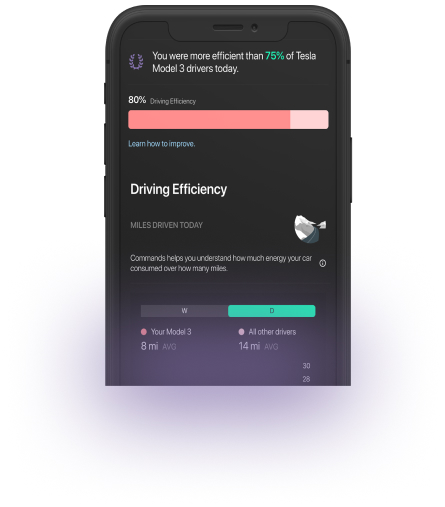 You were more efficient than 75% of Tesla
Model 3 drivers today.
80% Driving Efficiency
Learn how to improve.
Driving Efficiency
MILES DRIVEN TODAY
Commands helps you understand how much energy your car
consumed over how many miles.
W D
Your Model 3 All other drivers
8 mi AVG 14 mi AVG
30
28